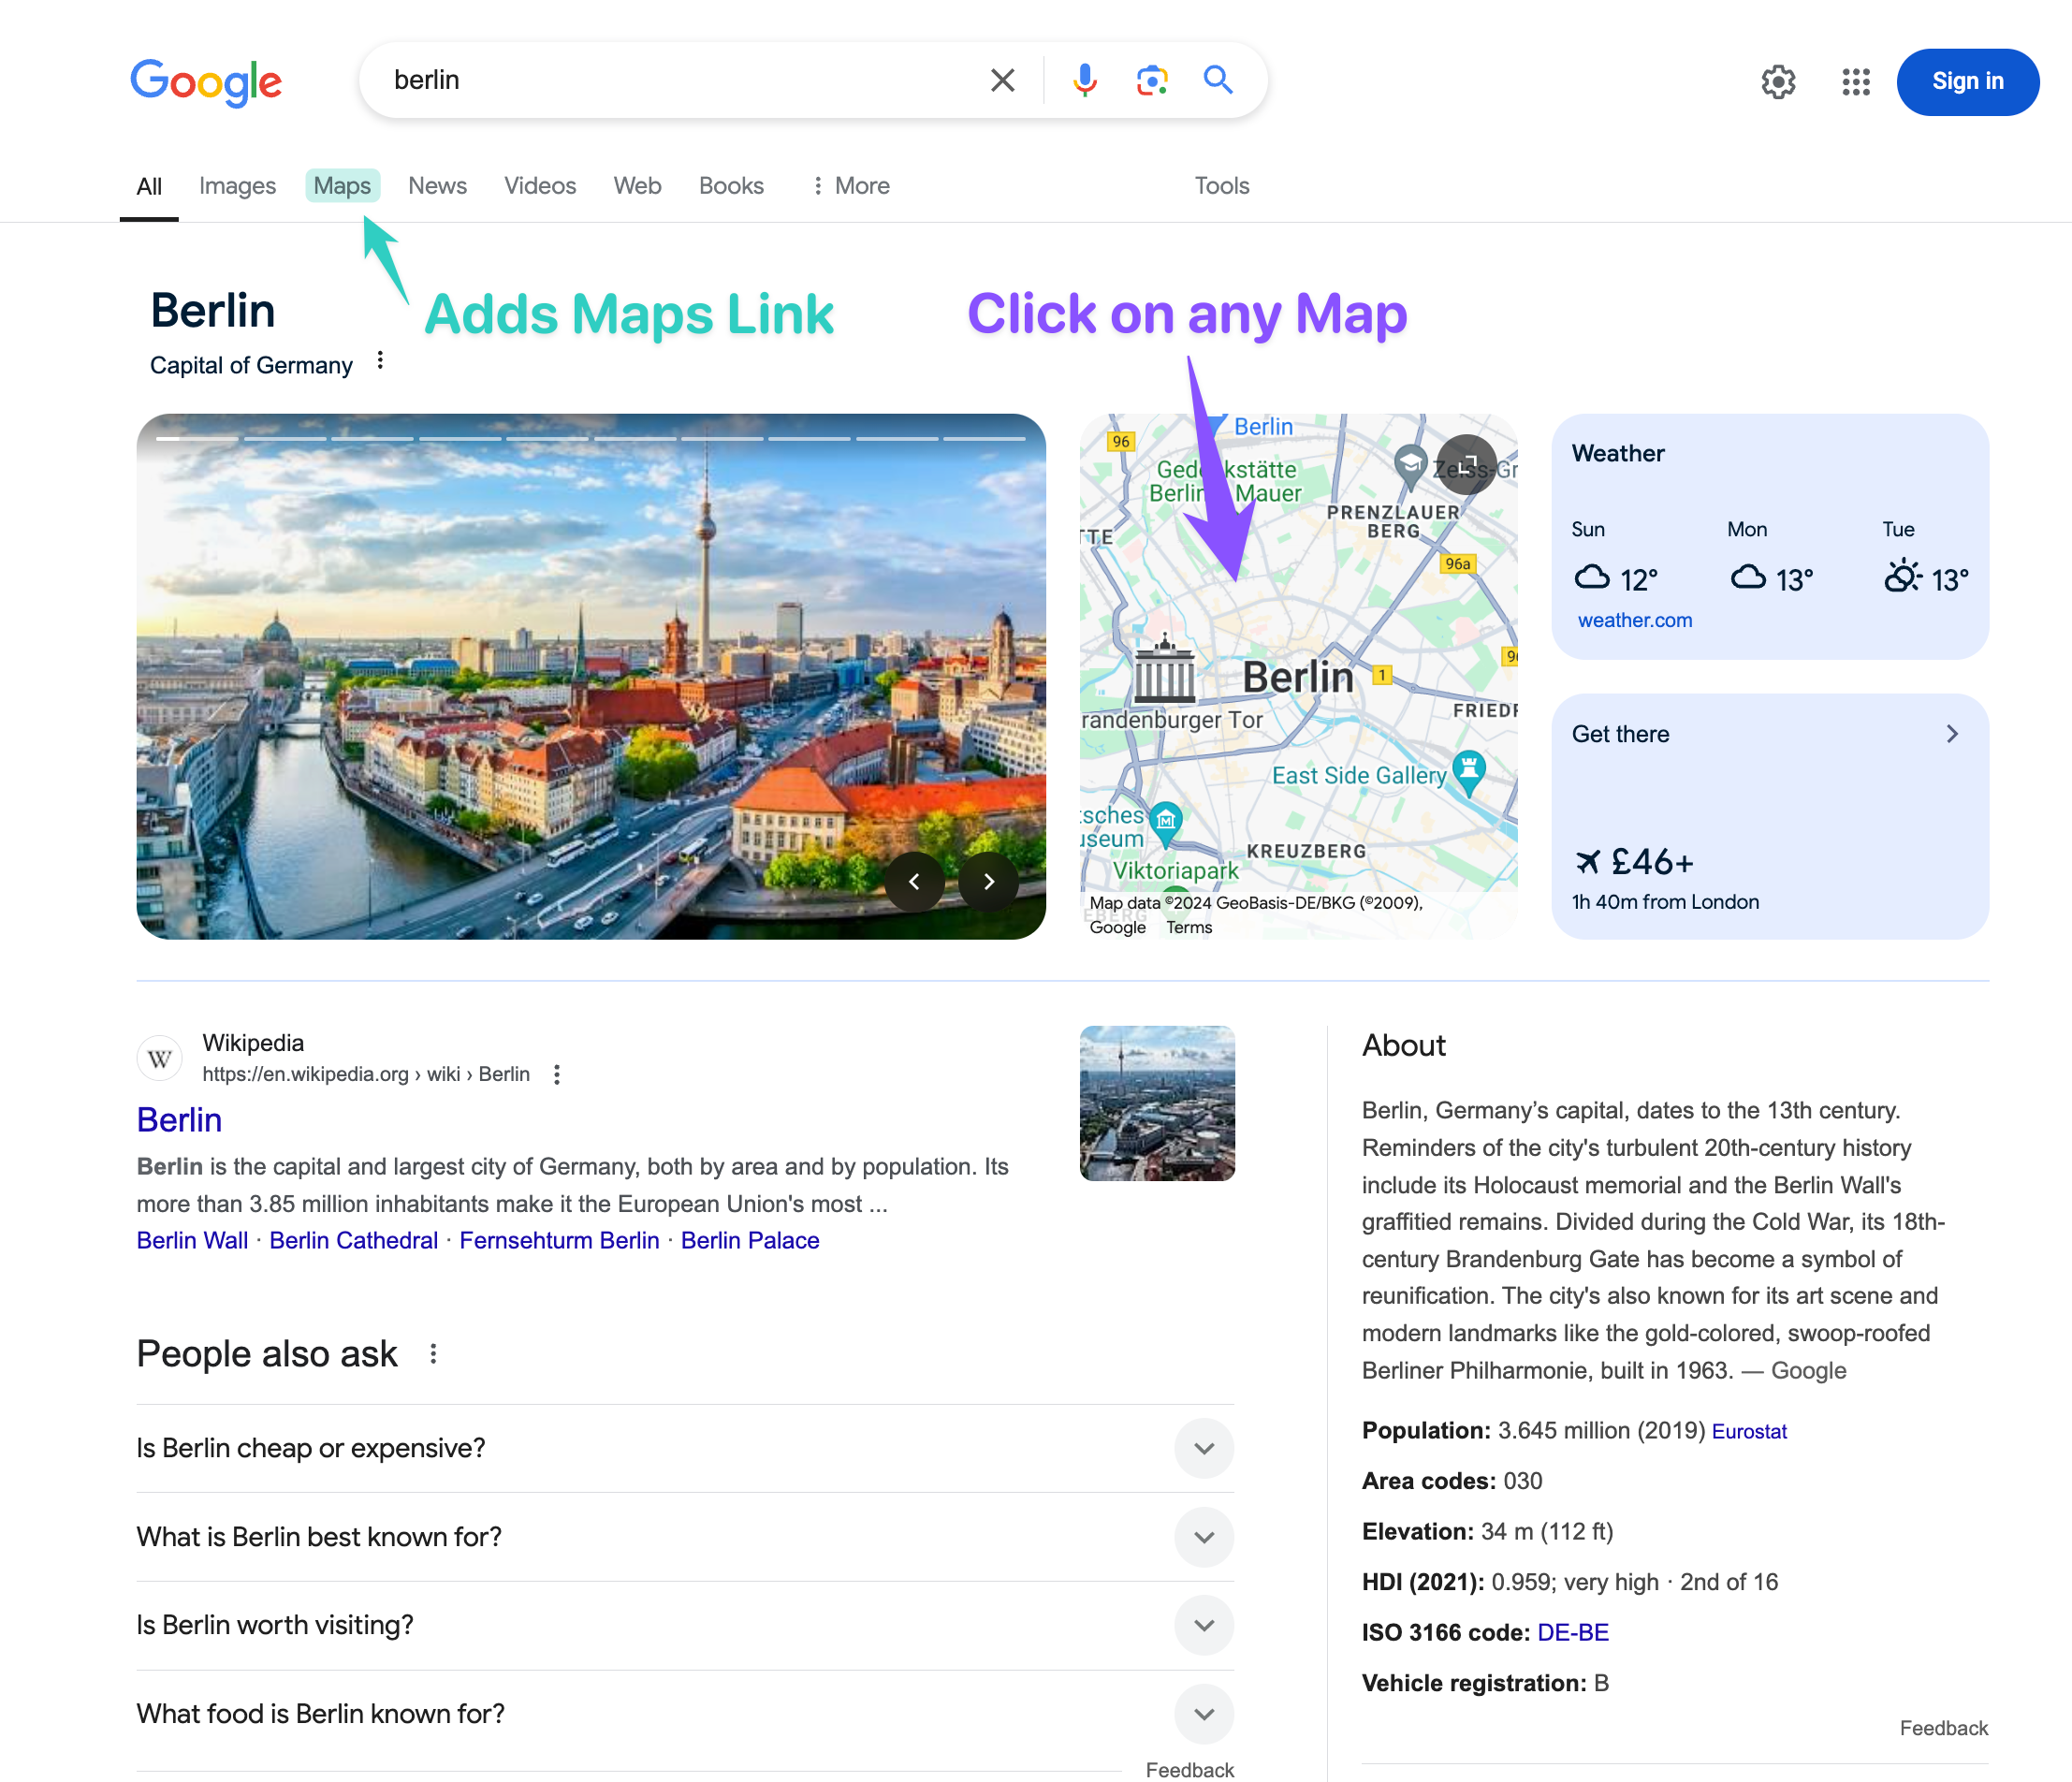 Google
berlin
Sign in
All
Images
Maps
News
Videos
Web
Books
More
Tools
Adds Maps Link
Click on any Map
Berlin
Capital of Germany
96
Berlin
Zeiss-Gr
Berlin Mauer
PRENZLAUER
BERG
TTE
96a
Berlin
1
randenburger Tor
FRIEDR
East Side Gallery
tsches
useum
KREUZBERG
Viktoriapark
EBERG
Map data ©2024 GeoBasis-DE/BKG (©2009),
Google Terms
Weather
Sun
Mon
Tue
12°
13°
13°
weather.com
Get there
£46+
1h 40m from London
W
Wikipedia
https://en.wikipedia.org › wiki › Berlin
Berlin
Berlin is the capital and largest city of Germany, both by area and by population. Its
more than 3.85 million inhabitants make it the European Union's most ...
Berlin Wall · Berlin Cathedral · Fernsehturm Berlin · Berlin Palace
People also ask
Is Berlin cheap or expensive?
What is Berlin best known for?
Is Berlin worth visiting?
What food is Berlin known for?
Feedback
About
Berlin, Germany’s capital, dates to the 13th century.
Reminders of the city's turbulent 20th-century history
include its Holocaust memorial and the Berlin Wall's
graffitied remains. Divided during the Cold War, its 18th-
century Brandenburg Gate has become a symbol of
reunification. The city's also known for its art scene and
modern landmarks like the gold-colored, swoop-roofed
Berliner Philharmonie, built in 1963. — Google
Population: 3.645 million (2019) Eurostat
Area codes: 030
Elevation: 34 m (112 ft)
HDI (2021): 0.959; very high · 2nd of 16
ISO 3166 code: DE-BE
Vehicle registration: B
Feedback